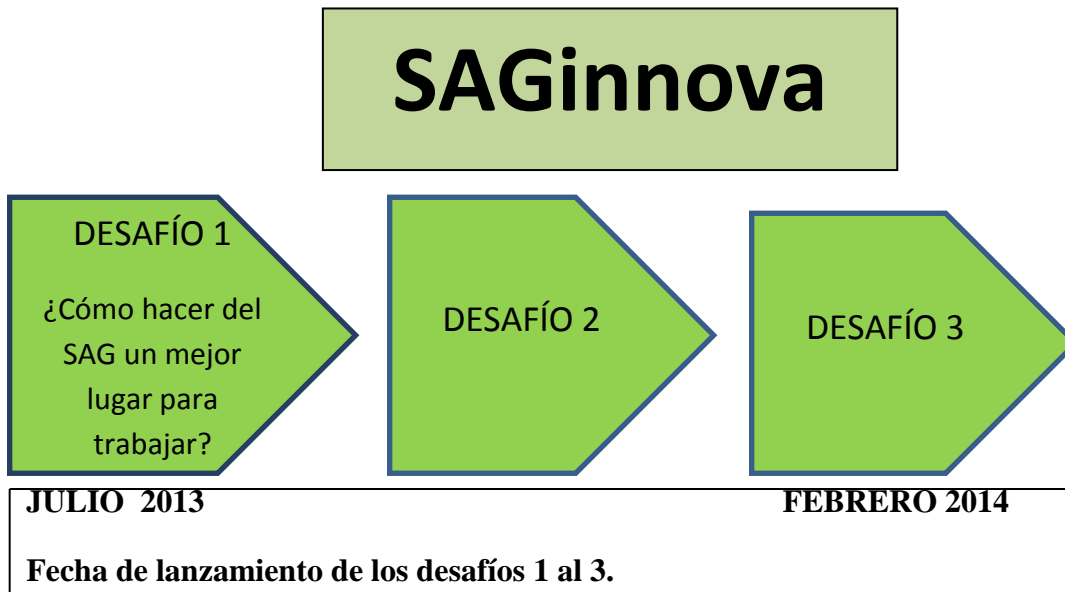 SAGinnova
DESAFÍO 1
¿Cómo hacer del
SAG un mejor
lugar para
trabajar?
DESAFÍO 2
DESAFÍO 3
JULIO  2013
FEBRERO 2014
Fecha de lanzamiento de los desafíos 1 al 3.